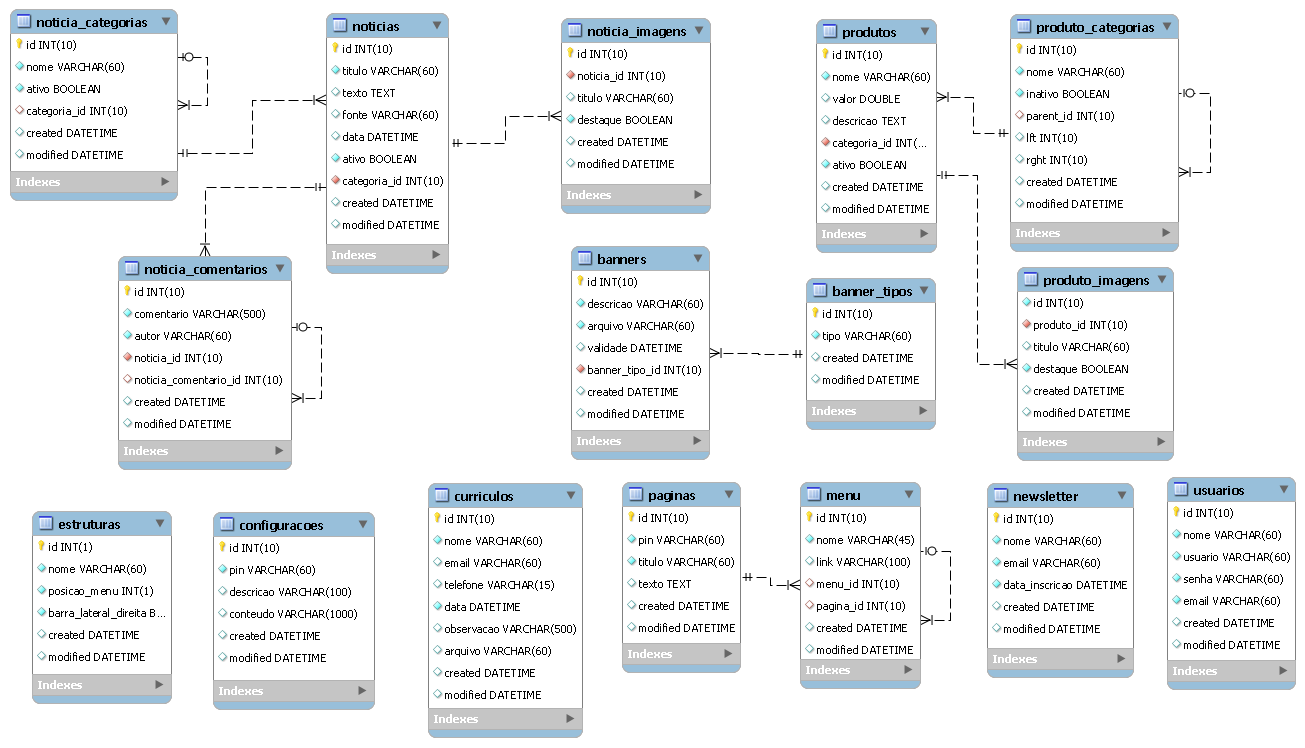 noticia_categorias
id INT(10)
nome VARCHAR(60)
ativo BOOLEAN
categoria_id INT(10)
created DATETIME
modified DATETIME
Indexes
noticias
id INT(10)
titulo VARCHAR(60)
texto TEXT
fonte VARCHAR(60)
data DATETIME
ativo BOOLEAN
categoria_id INT(10)
created DATETIME
modified DATETIME
Indexes
noticia_imagens
id INT(10)
noticia_id INT(10)
titulo VARCHAR(60)
destaque BOOLEAN
created DATETIME
modified DATETIME
Indexes
produtos
id INT(10)
nome VARCHAR(60)
valor DOUBLE
descricao TEXT
categoria_id INT(...
ativo BOOLEAN
created DATETIME
modified DATETIME
Indexes
produto_categorias
id INT(10)
nome VARCHAR(60)
inativo BOOLEAN
parent_id INT(10)
lft INT(10)
rght INT(10)
created DATETIME
modified DATETIME
Indexes
noticia_comentarios
id INT(10)
comentario VARCHAR(500)
autor VARCHAR(60)
noticia_id INT(10)
noticia_comentario_id INT(10)
created DATETIME
modified DATETIME
Indexes
banners
id INT(10)
descricao VARCHAR(60)
arquivo VARCHAR(60)
validade DATETIME
banner_tipo_id INT(10)
created DATETIME
modified DATETIME
Indexes
banner_tipos
id INT(10)
tipo VARCHAR(60)
created DATETIME
modified DATETIME
Indexes
produto_imagens
id INT(10)
produto_id INT(10)
titulo VARCHAR(60)
destaque BOOLEAN
created DATETIME
modified DATETIME
Indexes
estruturas
id INT(1)
nome VARCHAR(60)
posicao_menu INT(1)
barra_lateral_direita B...
created DATETIME
modified DATETIME
Indexes
configuracoes
id INT(10)
pin VARCHAR(60)
descricao VARCHAR(100)
conteudo VARCHAR(1000)
created DATETIME
modified DATETIME
Indexes
curriculos
id INT(10)
nome VARCHAR(60)
email VARCHAR(60)
telefone VARCHAR(15)
data DATETIME
observacao VARCHAR(500)
arquivo VARCHAR(60)
created DATETIME
modified DATETIME
Indexes
paginas
id INT(10)
pin VARCHAR(60)
titulo VARCHAR(60)
texto TEXT
created DATETIME
modified DATETIME
Indexes
menu
id INT(10)
nome VARCHAR(45)
link VARCHAR(100)
menu_id INT(10)
pagina_id INT(10)
created DATETIME
modified DATETIME
Indexes
newsletter
id INT(10)
nome VARCHAR(60)
email VARCHAR(60)
data_inscricao DATETIME
created DATETIME
modified DATETIME
Indexes
usuarios
id INT(10)
nome VARCHAR(60)
usuario VARCHAR(60)
senha VARCHAR(60)
email VARCHAR(60)
created DATETIME
modified DATETIME
Indexes